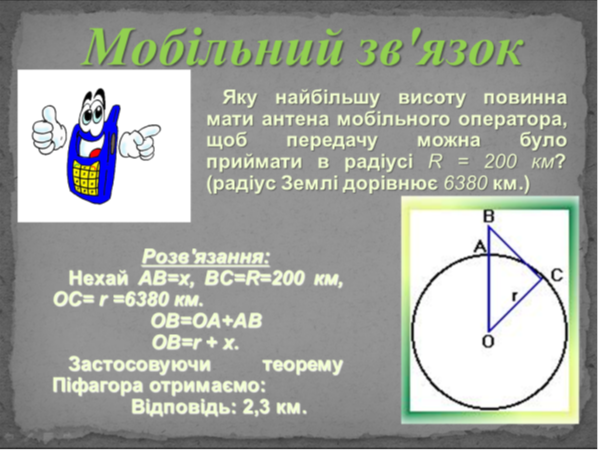 Мобільний зв'язок
Яку найбільшу висоту повинна
мати антена мобільного оператора,
щоб передачу можна було
приймати в радіусі R = 200 км?
(радіус Землі дорівнює 6380 км.)
Розв'язання:
Нехай AB=x, BC=R=200 км,
OC= r =6380 км.
OB=OA+AB
OB=r + x.
Застосовуючи теорему
Піфагора отримаємо:
Відповідь: 2,3 км.
B
A
C
r
O